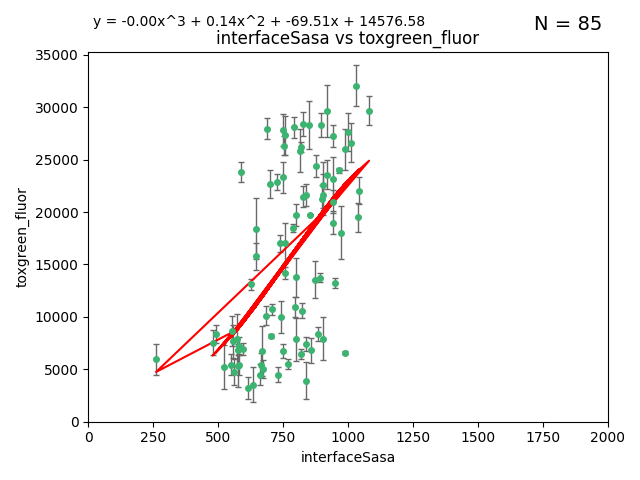 y = -0.00x^3 + 0.14x^2 + -69.51x + 14576.58
N = 85
interfaceSasa vs toxgreen_fluor
35000
30000
25000
20000
15000
10000
5000
0
toxgreen_fluor
0 250 500 750 1000 1250 1500 1750 2000
interfaceSasa